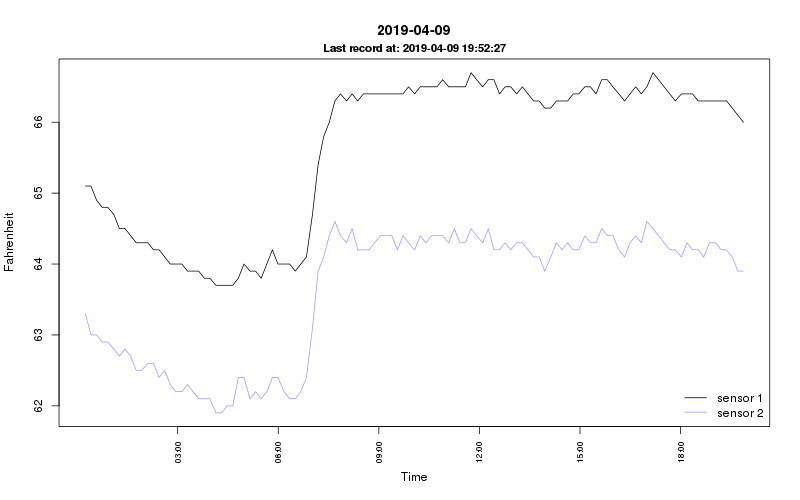 2019-04-09
Last record at: 2019-04-09 19:52:27
Fahrenheit
66
65
64
63
62
sensor 1
sensor 2
03:00
06:00
09:00
12:00
15:00
18:00
Time